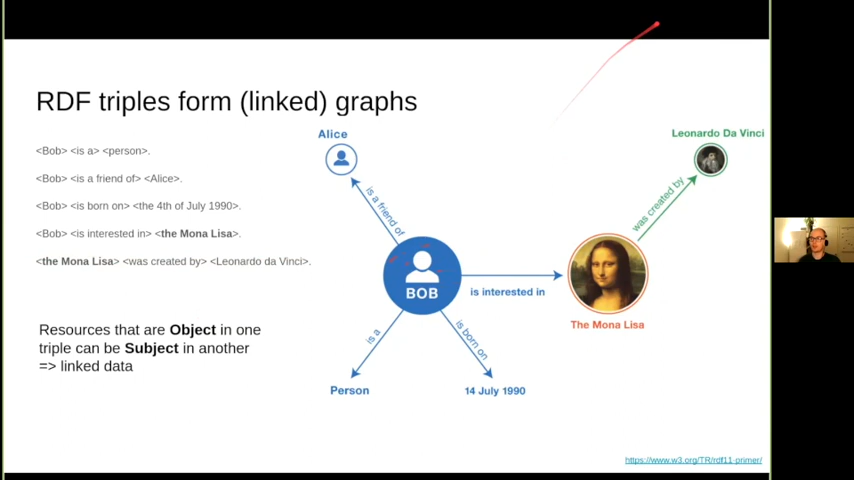 RDF triples form (linked) graphs
<Bob> <is a> <person>.
<Bob> <is a friend of> <Alice>.
<Bob> <is born on> <the 4th of July 1990>.
<Bob> <is interested in> <the Mona Lisa>.
<the Mona Lisa> <was created by> <Leonardo da Vinci>.
Resources that are Object in one
triple can be Subject in another
=> linked data
Alice
Leonardo Da Vinci
is a friend of
was created by
BOB
is interested in
The Mona Lisa
is a
is born on
Person
14 July 1990
https://www.w3.org/TR/rdf11-primer/